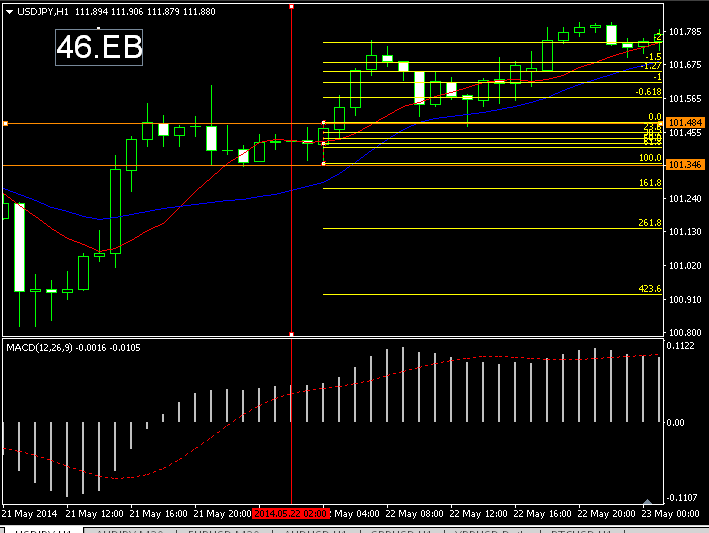 USDJPY,H1 111.894 111.906 111.879 111.880
46.EB
101.785
101.675
101.565
101.484
101.455
101.346
101.240
101.130
101.020
100.910
100.800
2
-1.5
-1.27
-1
-0.618
0.0
23.6
61.8
100.0
161.8
261.8
423.6
MACD(12,26,9) -0.0016 -0.0105
0.1122
0.00
-0.1107
21 May 2014
21 May 12:00
21 May 16:00
21 May 20:00
2014.05.22 02:00
May 04:00
22 May 08:00
22 May 12:00
22 May 16:00
22 May 20:00
23 May 00:00